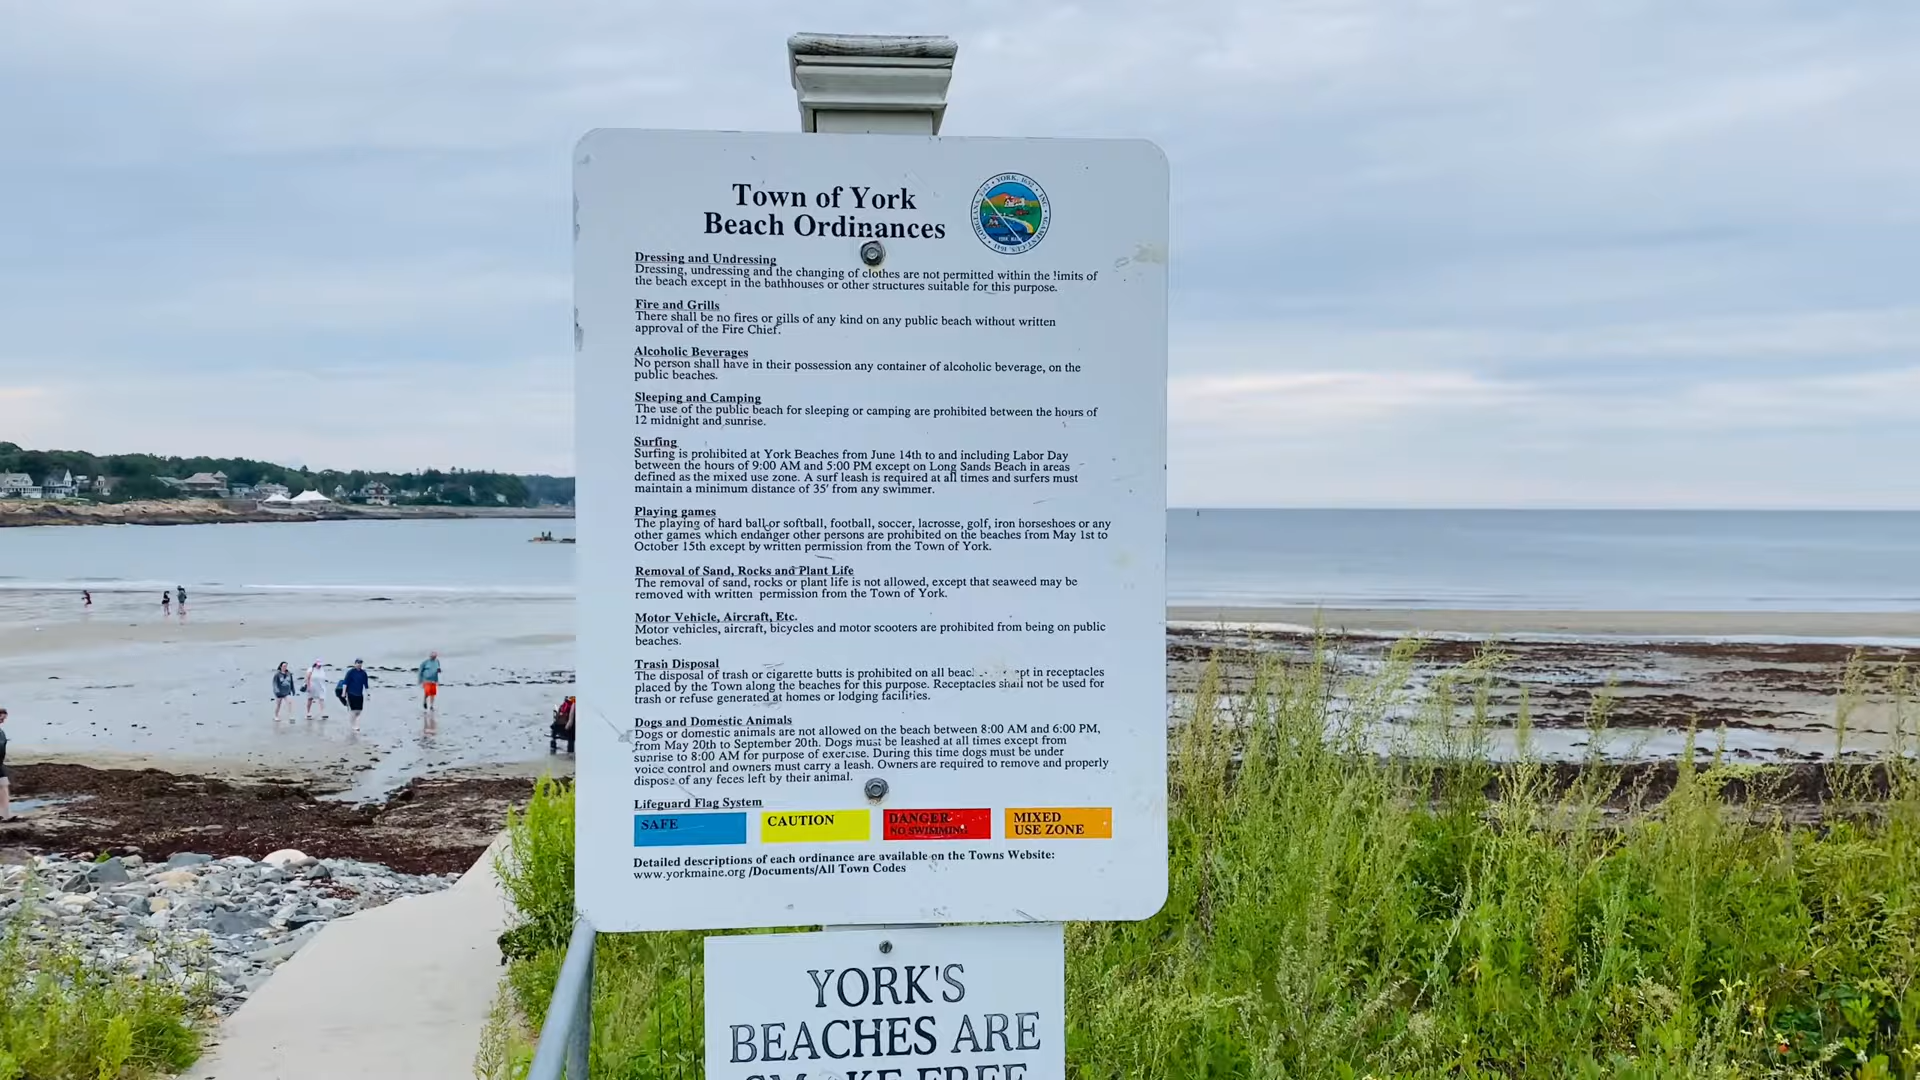 Town of York
Beach Ordinances
Dressing and Undressing
Dressing, undressing and the changing of clothes are not permitted within the limits of
the beach except in the bathhouses or other structures suitable for this purpose.
Fire and Grills
There shall be no fires or gills of any kind on any public beach without written
approval of the Fire Chief.
Alcoholic Beverages
No person shall have in their possession any container of alcoholic beverage, on the
public beaches.
Sleeping and Camping
The use of the public beach for sleeping or camping are prohibited between the hours of
12 midnight and sunrise.
Surfing
Surfing is prohibited at York Beaches from June 14th to and including Labor Day
between the hours of 9:00 AM and 5:00 PM except on Long Sands Beach in areas
defined as the mixed use zone. A surf leash is required at all times and surfers must
maintain a minimum distance of 35' from any swimmer.
Playing games
The playing of hard ball or softball, football, soccer, lacrosse, golf, iron horseshoes or any
other games which endanger other persons are prohibited on the beaches from May 1st to
October 15th except by written permission from the Town of York.
Removal of Sand, Rocks and Plant Life
The removal of sand, rocks or plant life is not allowed, except that seaweed may be
removed with written permission from the Town of York.
Motor Vehicle, Aircraft, Etc.
Motor vehicles, aircraft, bicycles and motor scooters are prohibited from being on public
beaches.
Trash Disposal
The disposal of trash or cigarette butts is prohibited on all in receptacles
placed by the Town along the beaches for this purpose. Receptacles shall not be used for
trash or refuse generated at homes or lodging facilities.
Dogs and Domestic Animals
Dogs or domestic animals are not allowed on the beach between 8:00 AM and 6:00 PM,
from May 20th to September 20th. Dogs must be leashed at all times except from
sunrise to 8:00 AM for purpose of exercise. During this time dogs must be under
voice control and owners must carry a leash. Owners are required to remove and properly
dispose of any feces left by their animal.
Lifeguard Flag System
SAFE
CAUTION
DANGER
NO SWIMMING
MIXED
USE ZONE
Detailed descriptions of each ordinance are available on the Towns Website:
www.yorkmaine.org /Documents/All Town Codes
YORK'S
BEACHES ARE
SMOKE FREE